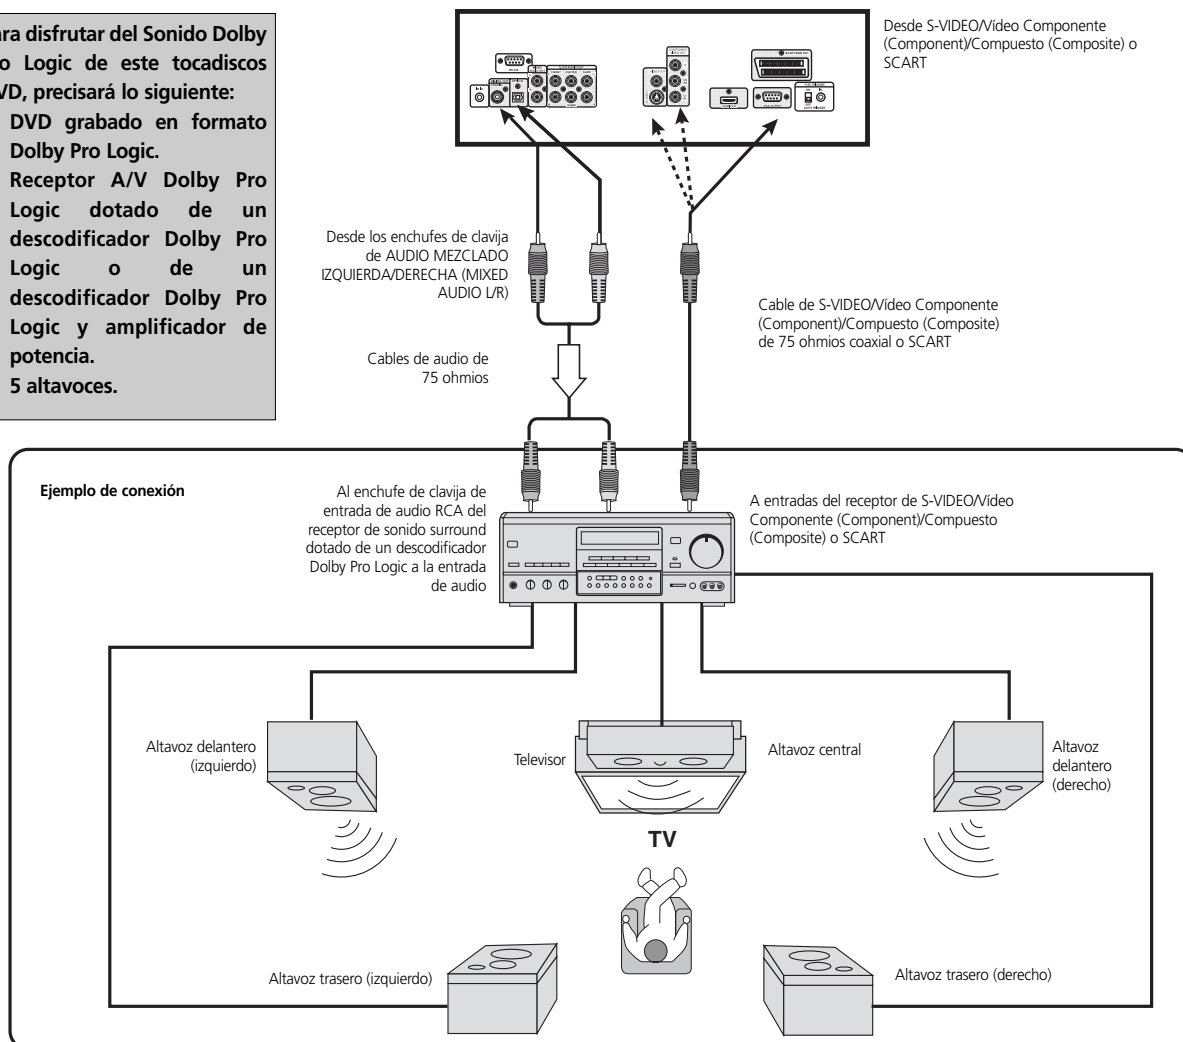 ara disfrutar del Sonido Dolby
o Logic de este tocadiscos
VD, precisará lo siguiente:
DVD grabado en formato
Dolby Pro Logic.
Receptor A/V Dolby Pro
Logic dotado de un
descodificador Dolby Pro
Logic o de un
descodificador Dolby Pro
Logic y amplificador de
potencia.
5 altavoces.
Desde S-VIDEO/Vídeo Componente
(Component)/Compuesto (Composite) o
SCART
Desde los enchufes de clavija
de AUDIO MEZCLADO
IZQUIERDA/DERECHA (MIXED
AUDIO L/R)
Cable de S-VIDEO/Vídeo Componente
(Component)/Compuesto (Composite)
de 75 ohmios coaxial o SCART
Cables de audio de
75 ohmios
Ejemplo de conexión
Al enchufe de clavija de
entrada de audio RCA del
receptor de sonido surround
dotado de un descodificador
Dolby Pro Logic a la entrada
de audio
A entradas del receptor de S-VIDEO/Vídeo
Componente (Component)/Compuesto
(Composite) o SCART
Altavoz delantero
(izquierdo)
Televisor
Altavoz central
Altavoz
delantero
(derecho)
TV
Altavoz trasero (izquierdo)
Altavoz trasero (derecho)